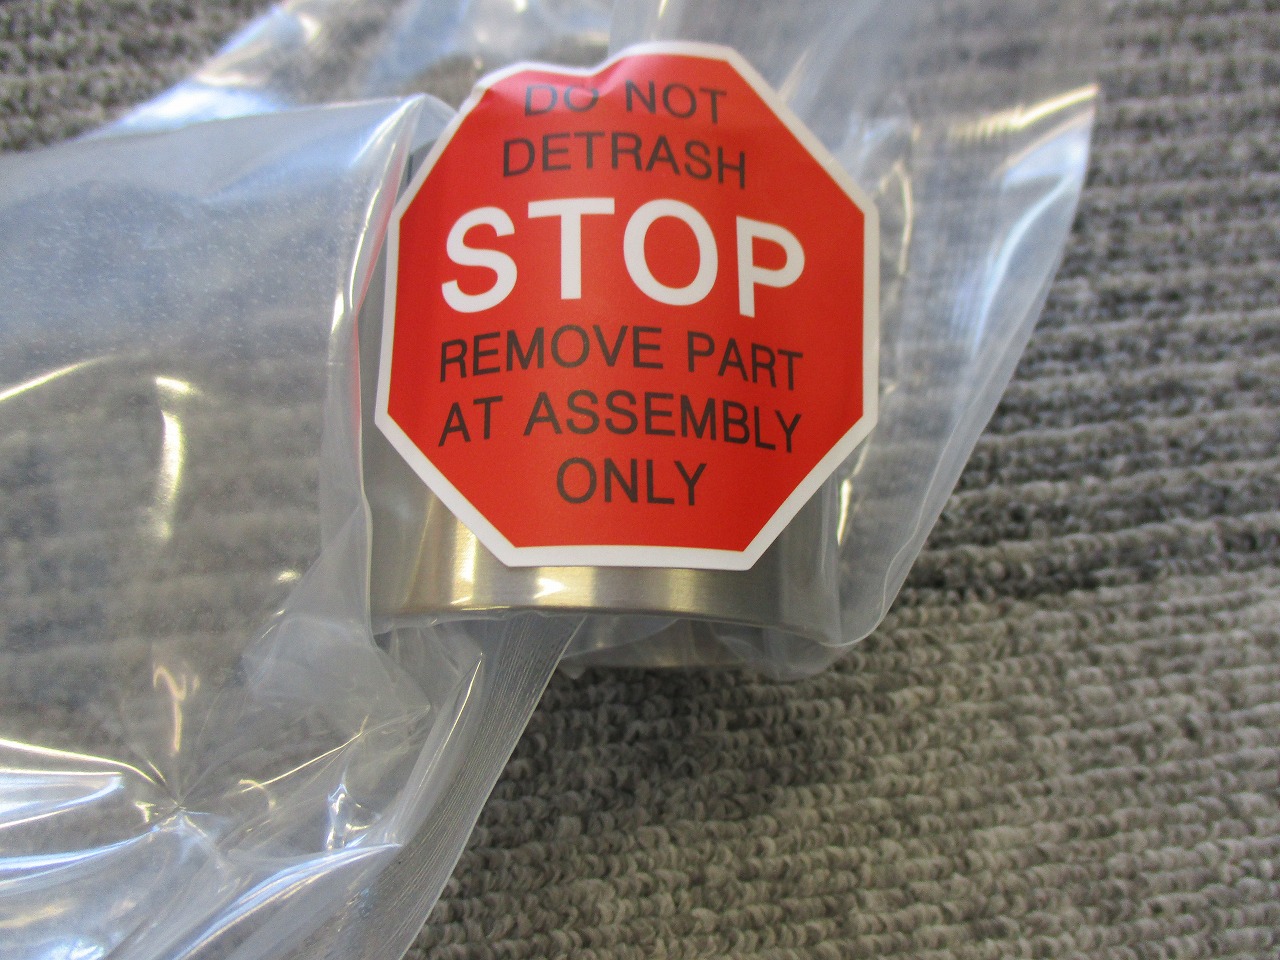 DO NOT
DETRASH
STOP
REMOVE PART
AT ASSEMBLY
ONLY